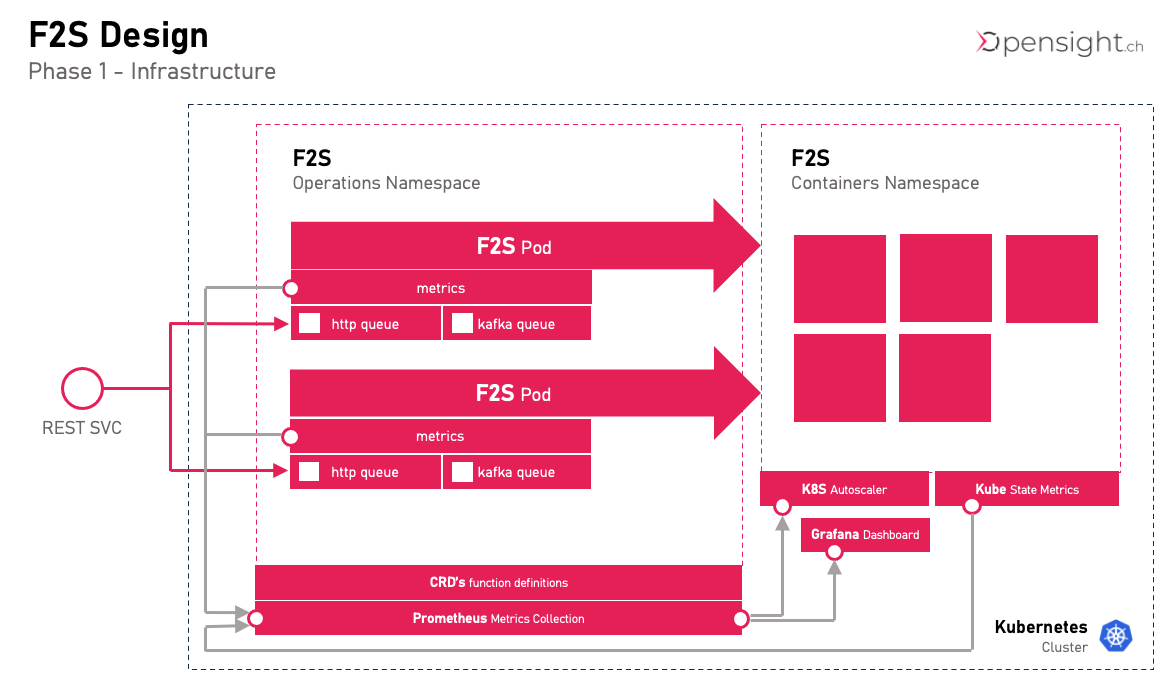 F2S Design
Phase 1 - Infrastructure
Opensight.ch
F2S
Operations Namespace
F2S
Containers Namespace
F2S Pod
metrics
http queue
kafka queue
REST SVC
F2S Pod
metrics
http queue
kafka queue
K8S Autoscaler
Kube State Metrics
Grafana Dashboard
CRD's function definitions
Prometheus Metrics Collection
Kubernetes
Cluster